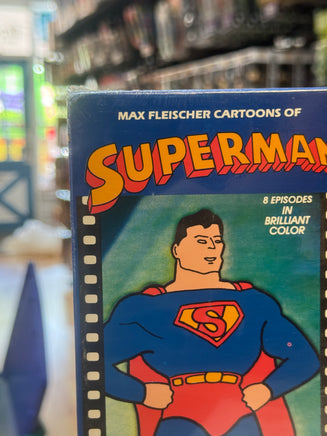 MAX FLEISCHER CARTOONS OF
SUPERMAN
8 EPISODES
IN
BRILLIANT
COLOR
S